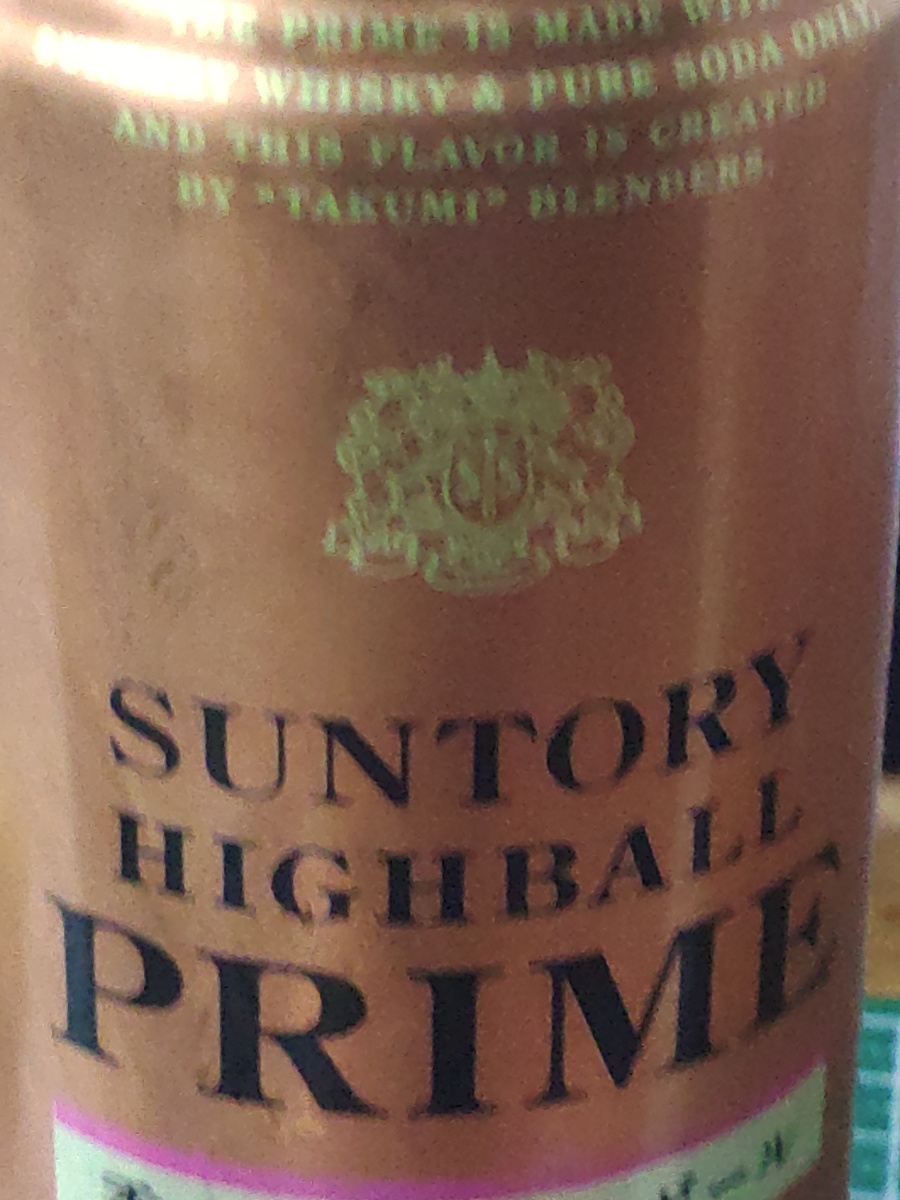 THE PRIME IS MADE WITH
WHISKY & PURE SODA ONLY,
AND THIS FLAVOR IS CREATED
BY "TAKUMI" BLENDERS.
SUNTORY
HIGHBALL
PRIME